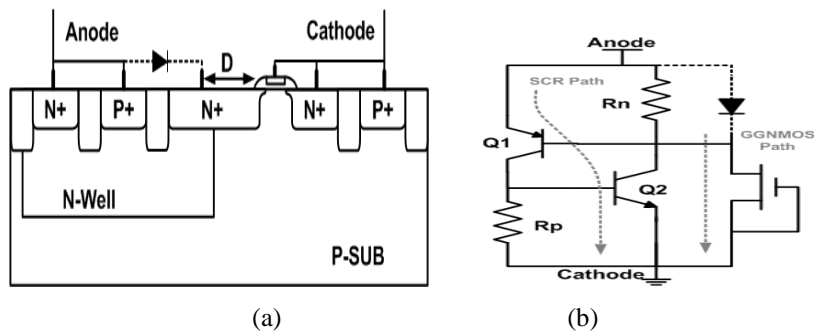 Anode
Cathode
D
N+
P+
N+
N+
P+
N-Well
P-SUB
(a)
Anode
SCR Path
Rn
Q1
GGNMOS
Path
Q2
Rp
Cathode
(b)